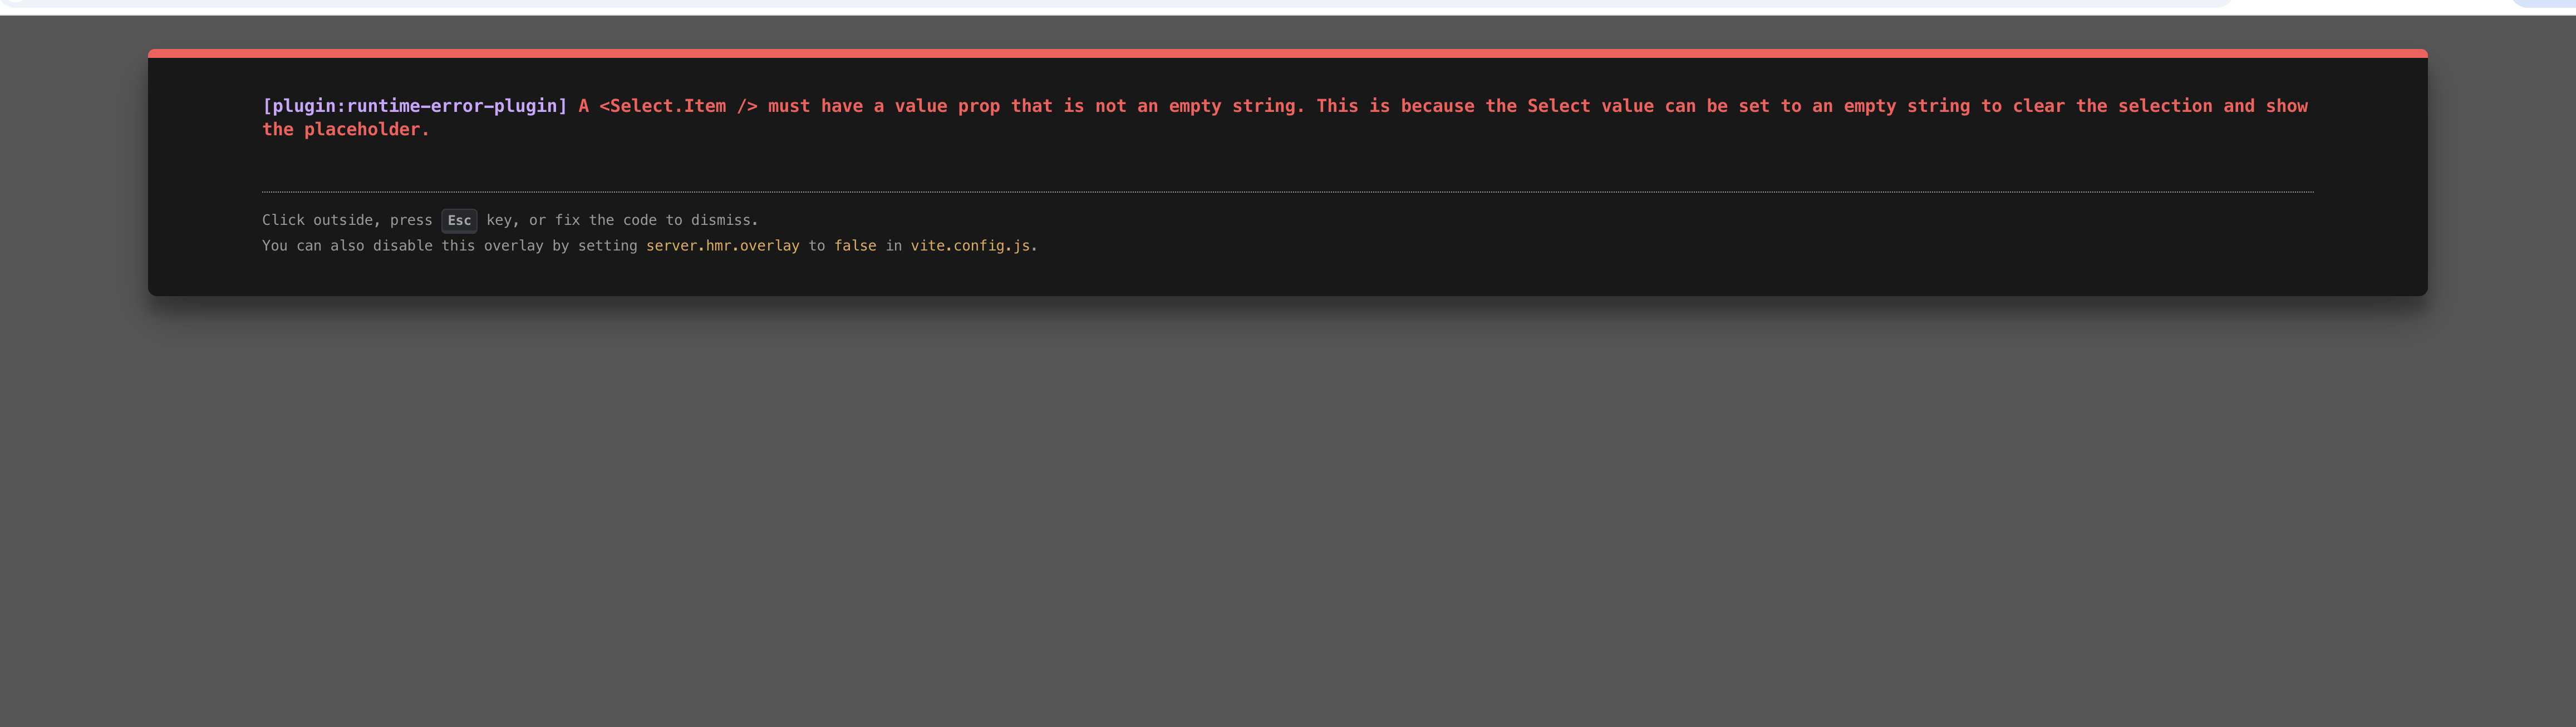 [plugin:runtime-error-plugin] A <Select.Item /> must have a value prop that is not an empty string. This is because the Select value can be set to an empty string to clear the selection and show
the placeholder.
Click outside, press Esc key, or fix the code to dismiss.
You can also disable this overlay by setting server.hmr.overlay to false in vite.config.js.